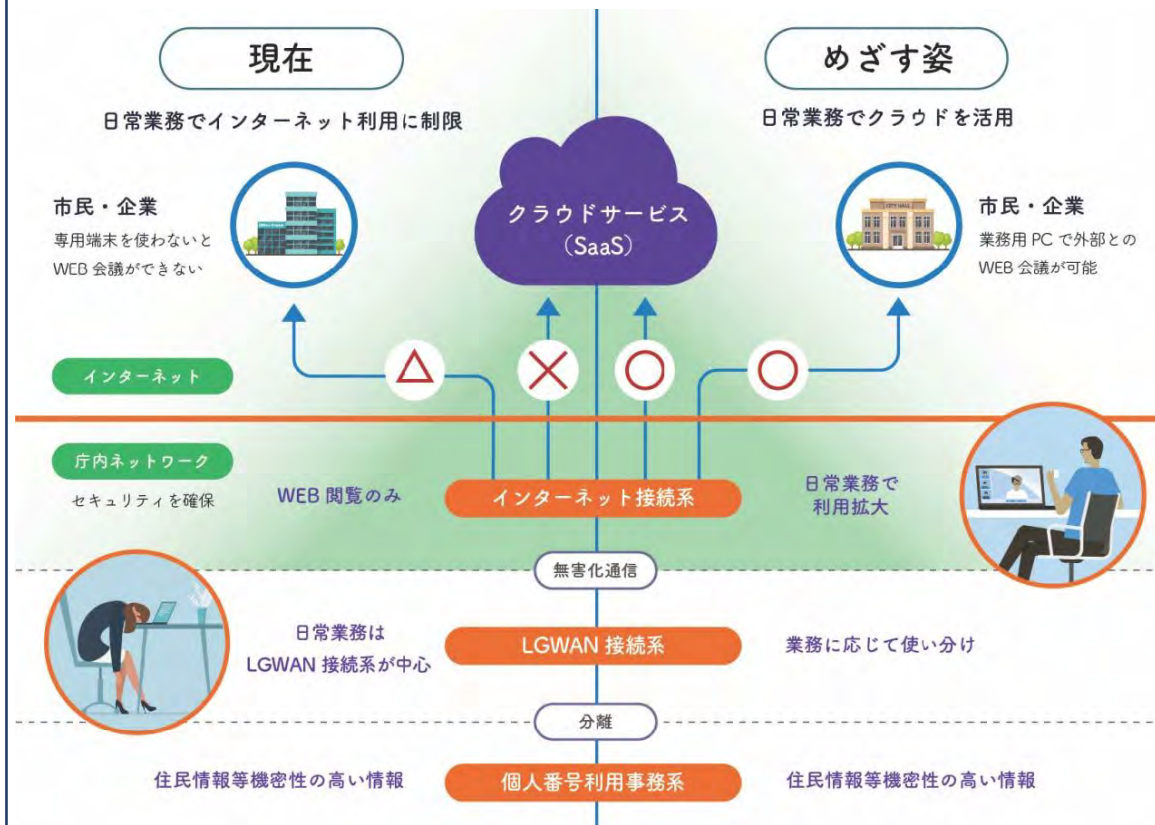 現在
日常業務でインターネット利用に制限
市民・企業
専用端末を使わないと
WEB 会議ができない
めざす姿
日常業務でクラウドを活用
市民・企業
業務用 PC で外部との
WEB 会議が可能
CITY HALL
クラウドサービス
（SaaS）
インターネット
庁内ネットワーク
セキュリティを確保
WEB 閲覧のみ
インターネット接続系
日常業務で
利用拡大
無害化通信
日常業務は
LGWAN 接続系が中心
LGWAN 接続系
業務に応じて使い分け
分離
住民情報等機密性の高い情報
個人番号利用事務系
住民情報等機密性の高い情報